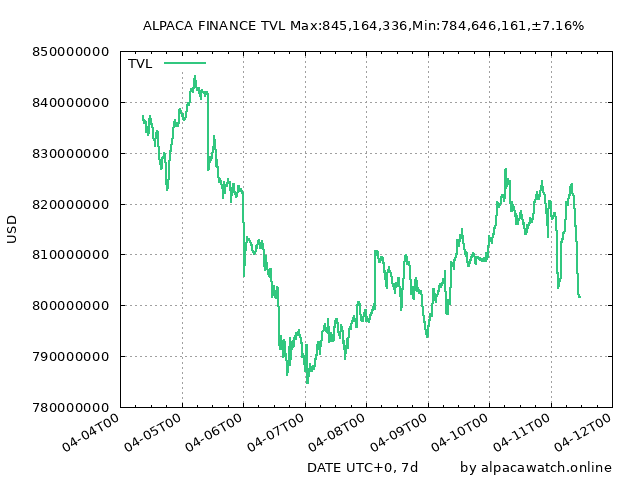 ALPACA FINANCE TVL Max:845,164,336,Min:784,646,161,±7.16%
850000000
TVL
840000000
830000000
820000000
USD
810000000
800000000
790000000
780000000
04-04T00
04-05T00
04-06T00
04-07T00
04-08T00
04-09T00
04-10T00
04-11T00
04-12T00
DATE UTC+0, 7d
by alpacawatch.online